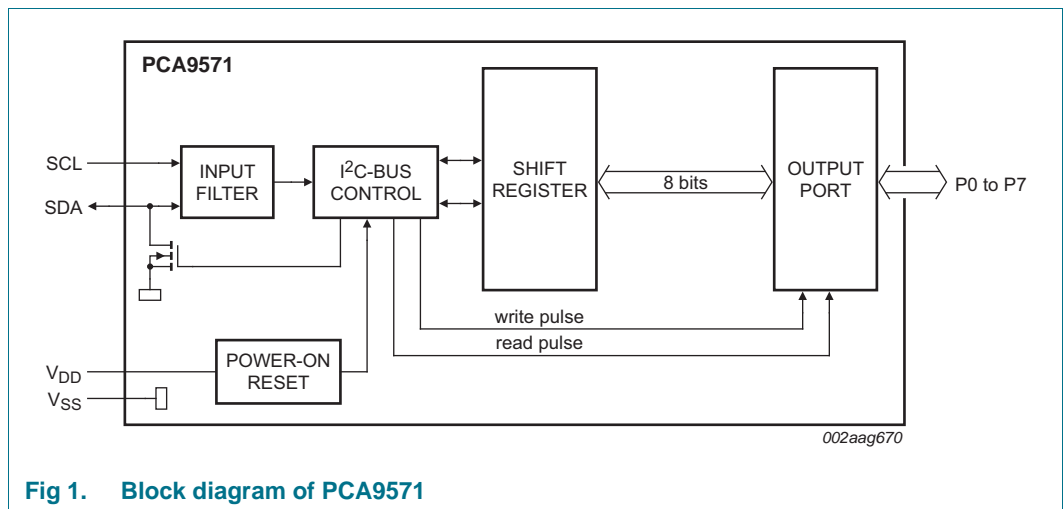 PCA9571
SCL
SDA
INPUT
FILTER
I²C-BUS
CONTROL
SHIFT
REGISTER
8 bits
OUTPUT
PORT
P0 to P7
write pulse
read pulse
POWER-ON
RESET
VDD
VSS
002aag670
Fig 1. Block diagram of PCA9571